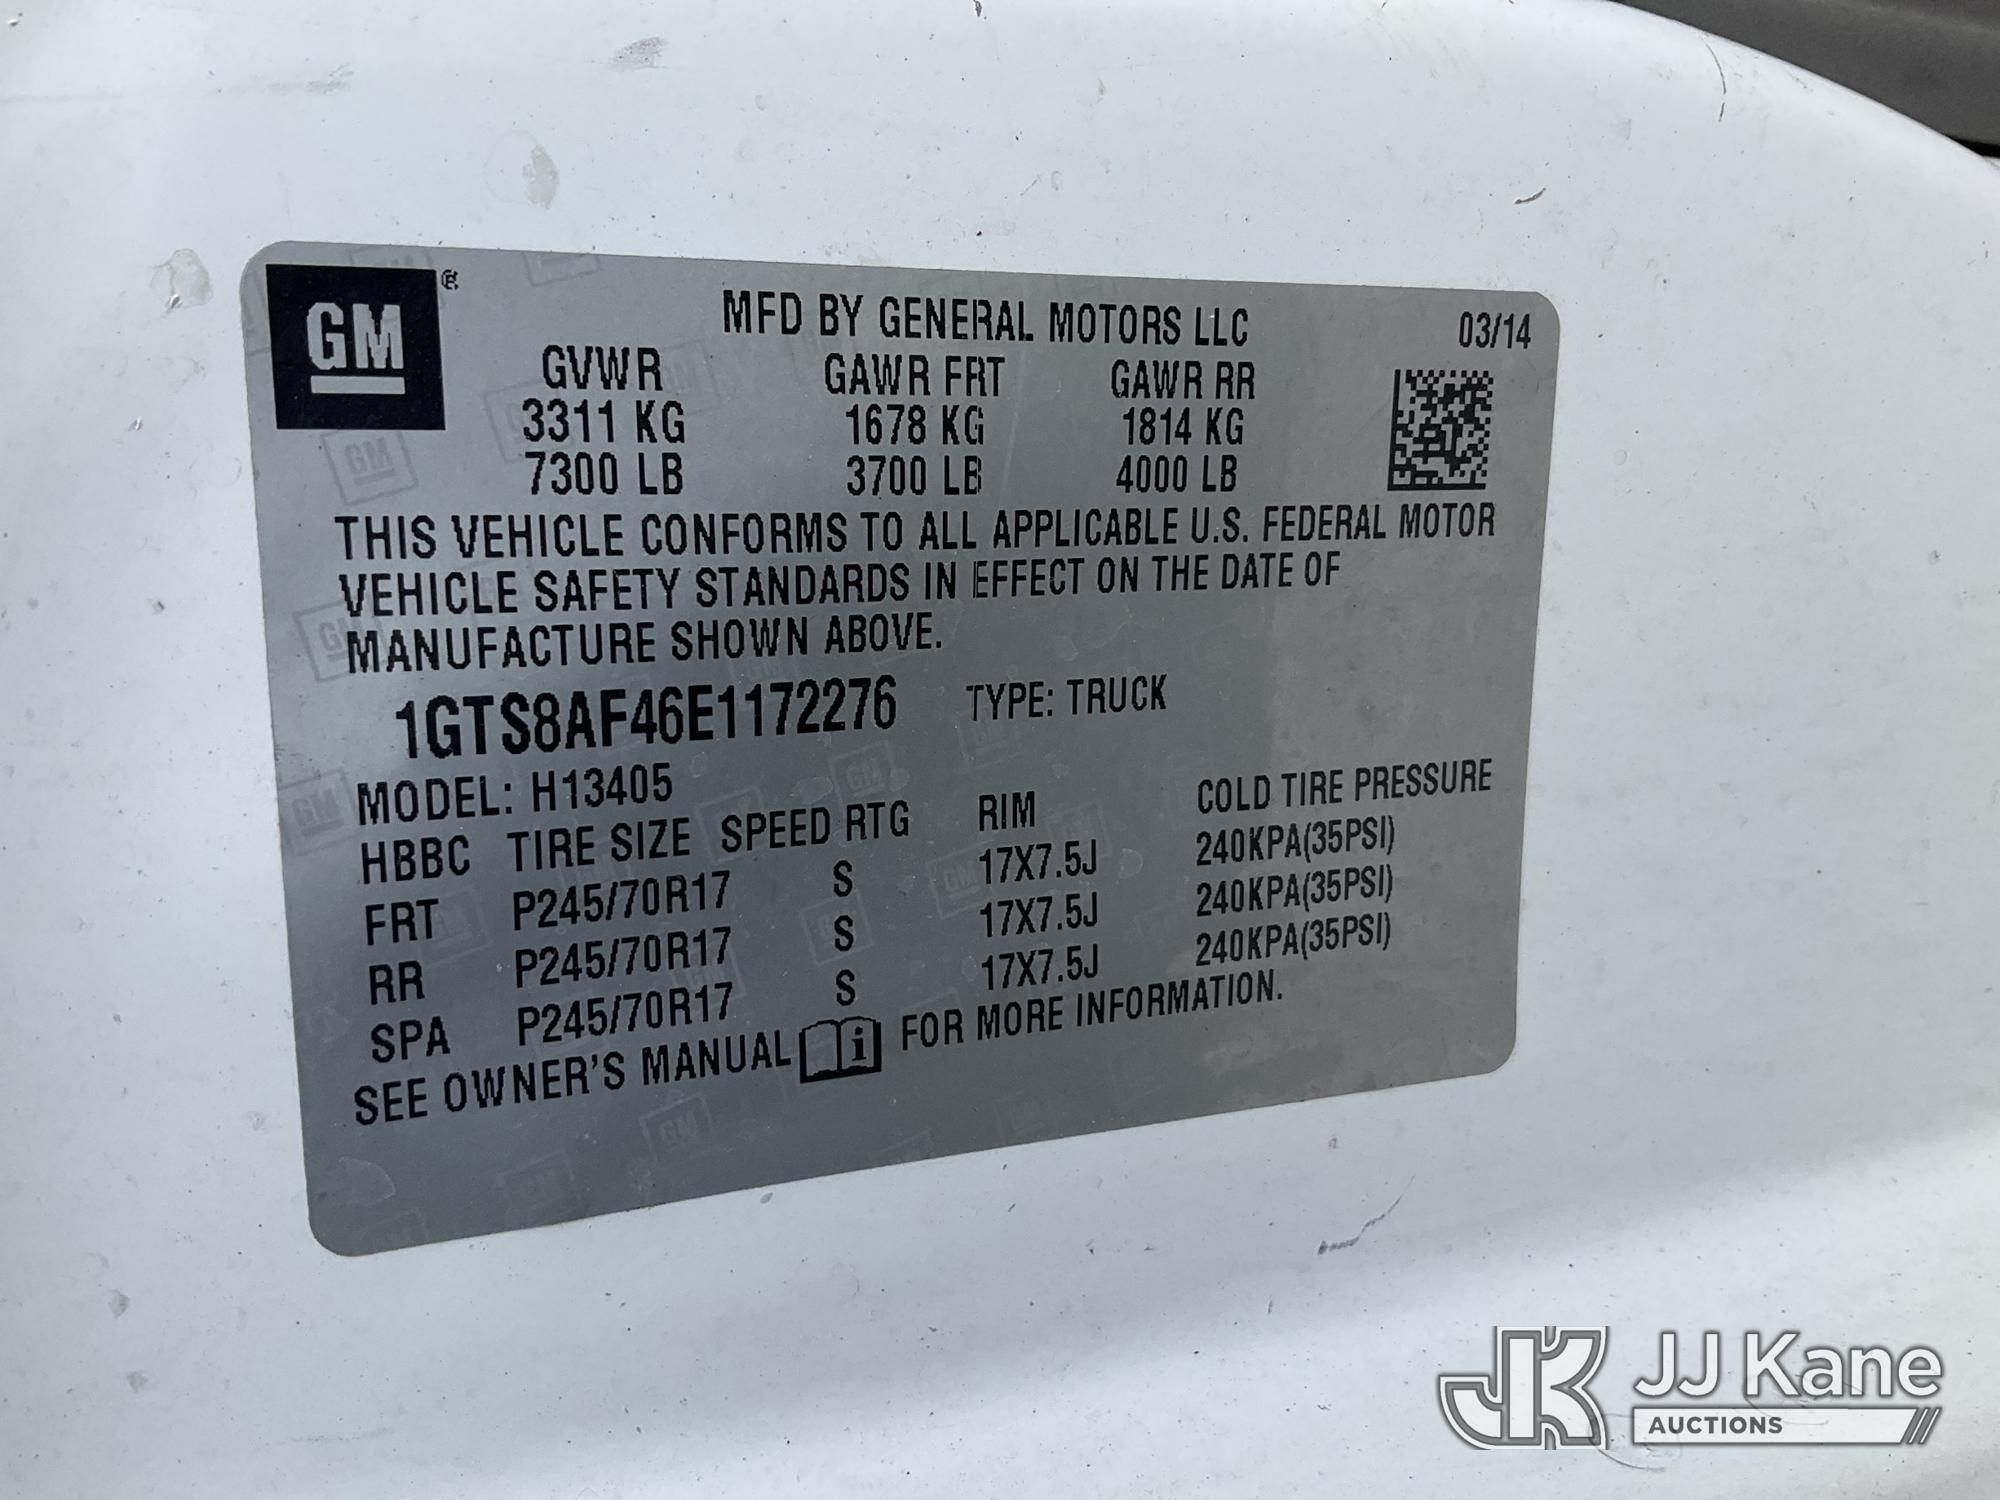 GM
MFD BY GENERAL MOTORS LLC 03/14
GVWR GAWR FRT GAWR RR
3311 KG 1678 KG 1814 KG
7300 LB 3700 LB 4000 LB
THIS VEHICLE CONFORMS TO ALL APPLICABLE U.S. FEDERAL MOTOR
VEHICLE SAFETY STANDARDS IN EFFECT ON THE DATE OF
MANUFACTURE SHOWN ABOVE.
1GTS8AF46E1172276 TYPE: TRUCK
MODEL: H13405
HBBC TIRE SIZE SPEED RTG RIM COLD TIRE PRESSURE
FRT P245/70R17 S 17X7.5J 240KPA(35PSI)
RR P245/70R17 S 17X7.5J 240KPA(35PSI)
SPA P245/70R17 S 17X7.5J 240KPA(35PSI)
SEE OWNER'S MANUAL i FOR MORE INFORMATION.
JK JJ Kane
AUCTIONS